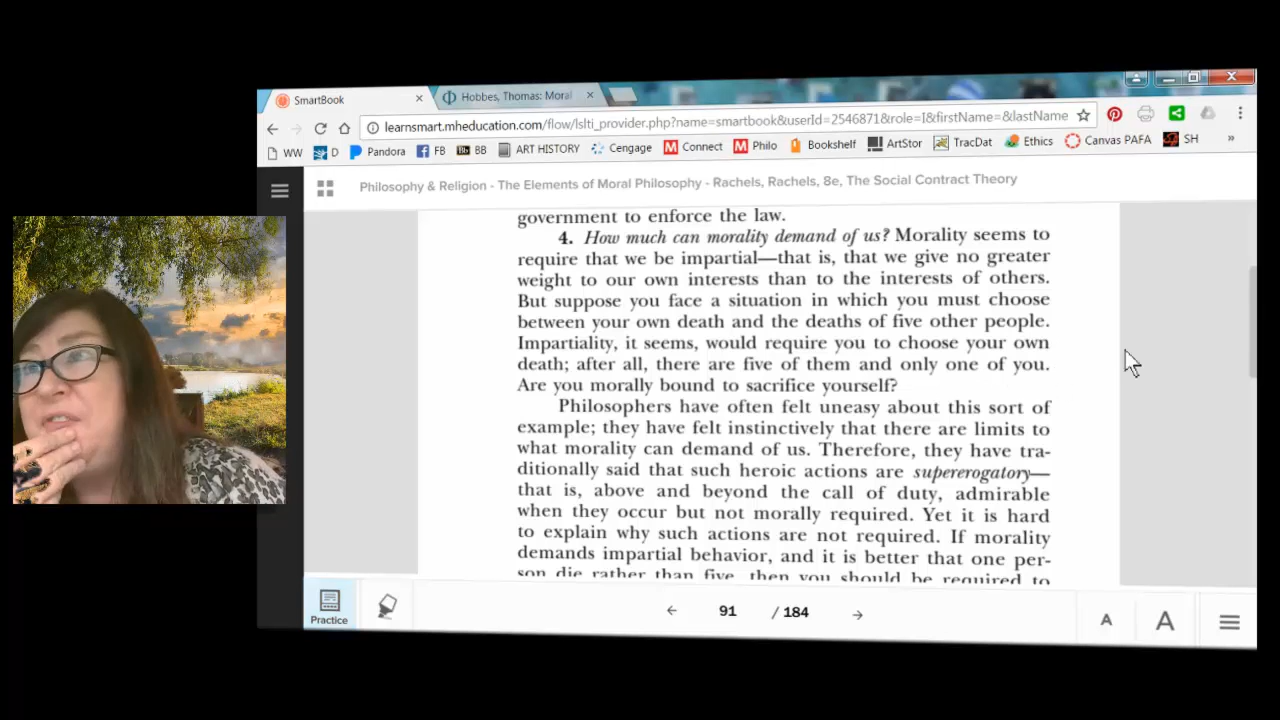 SmartBook
Hobbes, Thomas: Moral
learnsmart.mheducation.com/flow/lslti_provider.php?name=smartbook&userId=2546871&role=I&firstName=&lastName
WW D Pandora FB BB ART HISTORY Cengage Connect Philo Bookshelf ArtStor TracDat Ethics Canvas PAFA SH »
Philosophy & Religion - The Elements of Moral Philosophy - Rachels, Rachels, 8e, The Social Contract Theory
government to enforce the law.
4. How much can morality demand of us? Morality seems to
require that we be impartial—that is, that we give no greater
weight to our own interests than to the interests of others.
But suppose you face a situation in which you must choose
between your own death and the deaths of five other people.
Impartiality, it seems, would require you to choose your own
death; after all, there are five of them and only one of you.
Are you morally bound to sacrifice yourself?
Philosophers have often felt uneasy about this sort of
example; they have felt instinctively that there are limits to
what morality can demand of us. Therefore, they have tra-
ditionally said that such heroic actions are supererogatory—
that is, above and beyond the call of duty, admirable
when they occur but not morally required. Yet it is hard
to explain why such actions are not required. If morality
demands impartial behavior, and it is better that one per-
son die rather than five, then you should be required to
Practice
91 / 184
A A